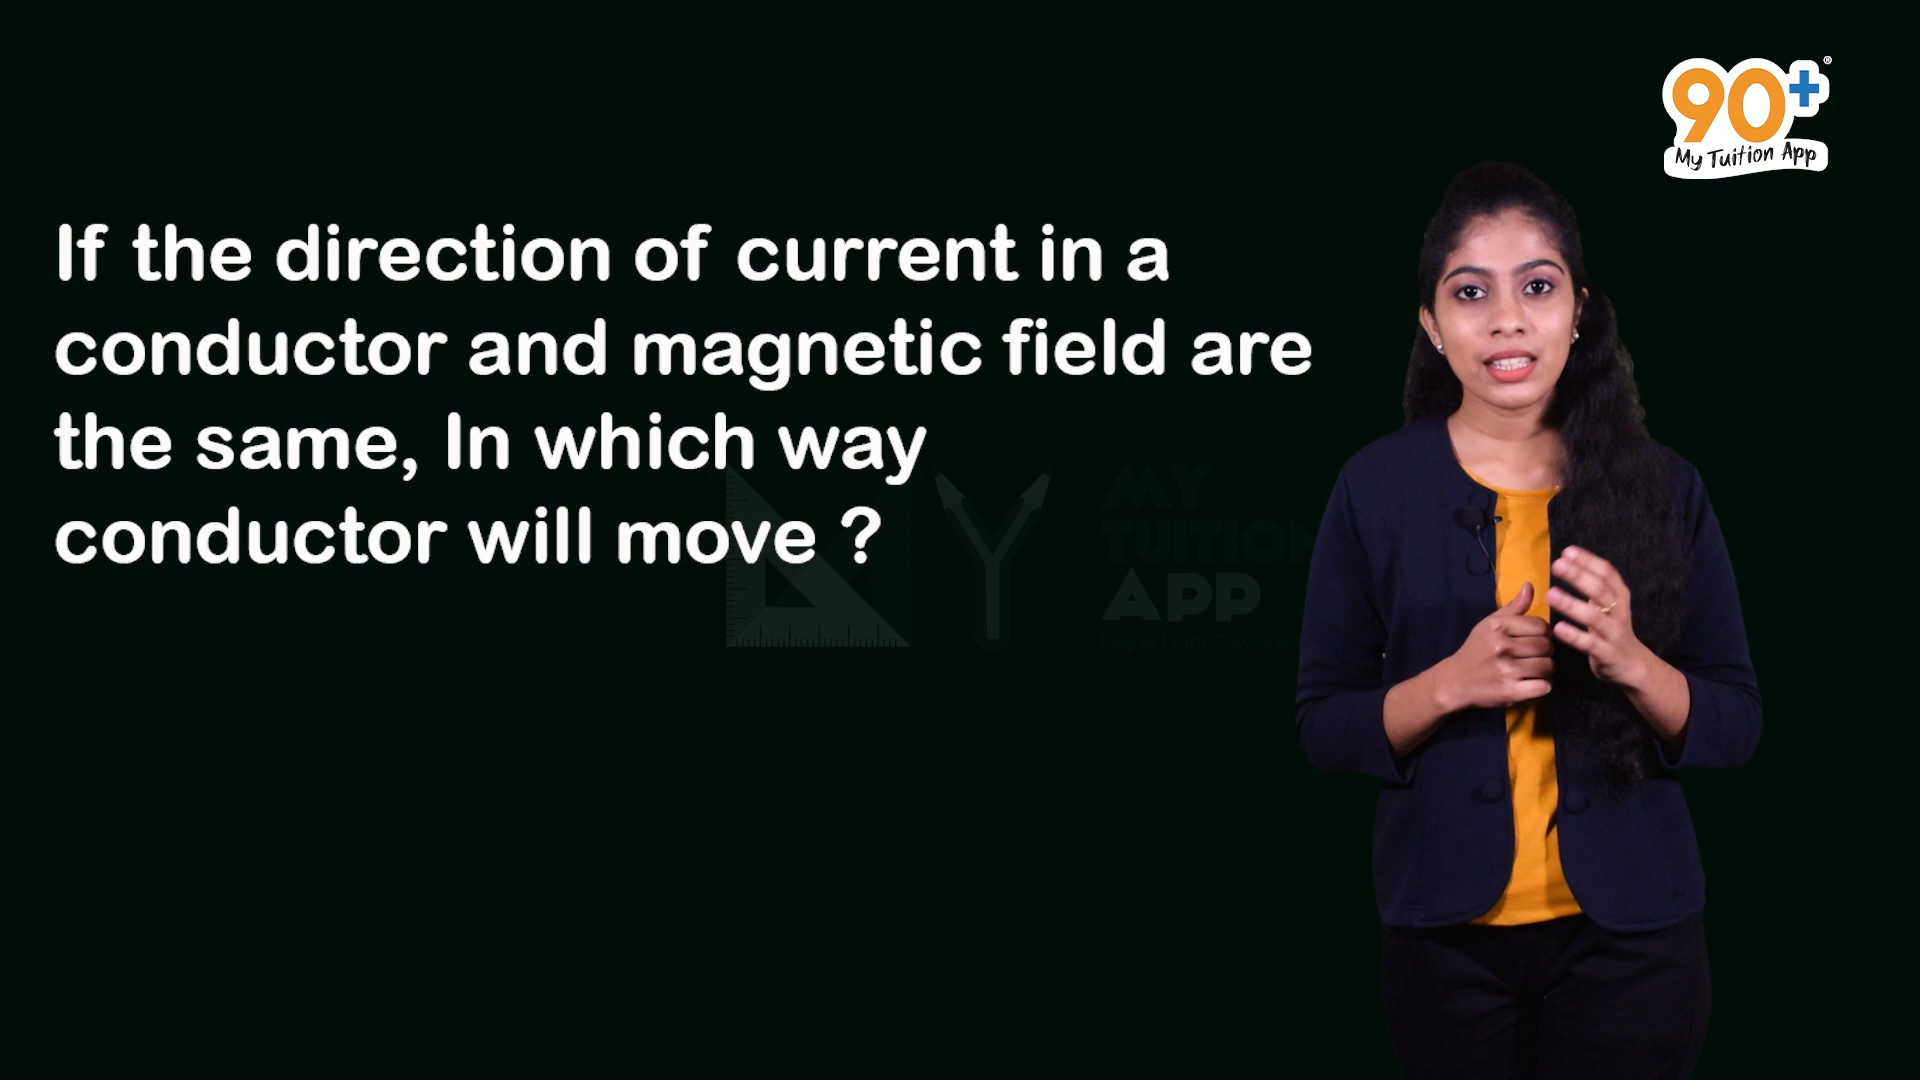 90+®
My Tuition App
If the direction of current in a
conductor and magnetic field are
the same, In which way
conductor will move ?
MY
TUITION
APP